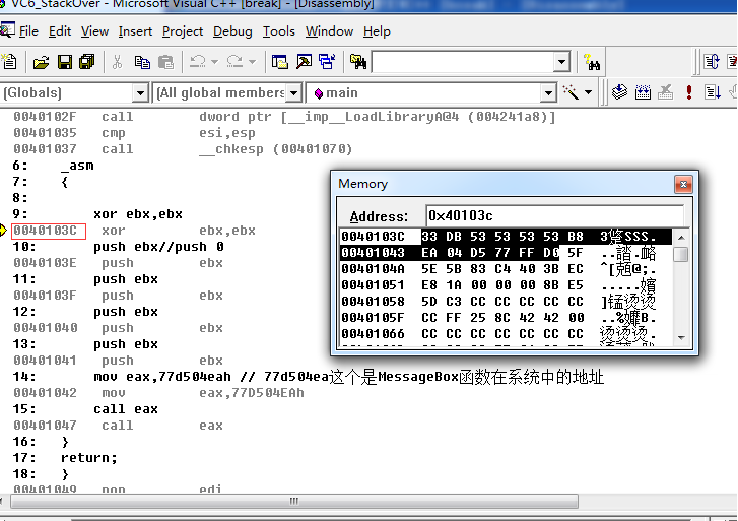 VC6_StackOver - Microsoft Visual C++ [break] - [Disassembly]
File Edit View Insert Project Debug Tools Window Help
(Globals) (All global members main
0040102F call dword ptr [__imp__LoadLibraryA@4 (004241a8)]
00401035 cmp esi,esp
00401037 call __chkesp (00401070)
6: _asm
7: {
8:
9: xor ebx,ebx
0040103C xor ebx,ebx
10: push ebx//push 0
0040103E push ebx
11: push ebx
0040103F push ebx
12: push ebx
00401040 push ebx
13: push ebx
00401041 push ebx
14: mov eax,77d504eah // 77d504ea这个是MessageBox函数在系统中的地址
00401042 mov eax,77D504EAh
15: call eax
00401047 call eax
16: }
17: return;
18: }
00401049 pop edi
Memory
Address: 0x40103c
0040103C 33 DB 53 53 53 53 B8 3跾SSS.
00401043 EA 04 D5 77 FF D0 5F
0040104A 5E 5B 83 C4 40 3B EC
00401051 E8 1A 00 00 00 8B E5
00401058 5D C3 CC CC CC CC CC ]锰烫烫
0040105F CC FF 25 8C 42 42 00
00401066 CC CC CC CC CC CC CC 烫烫烫.